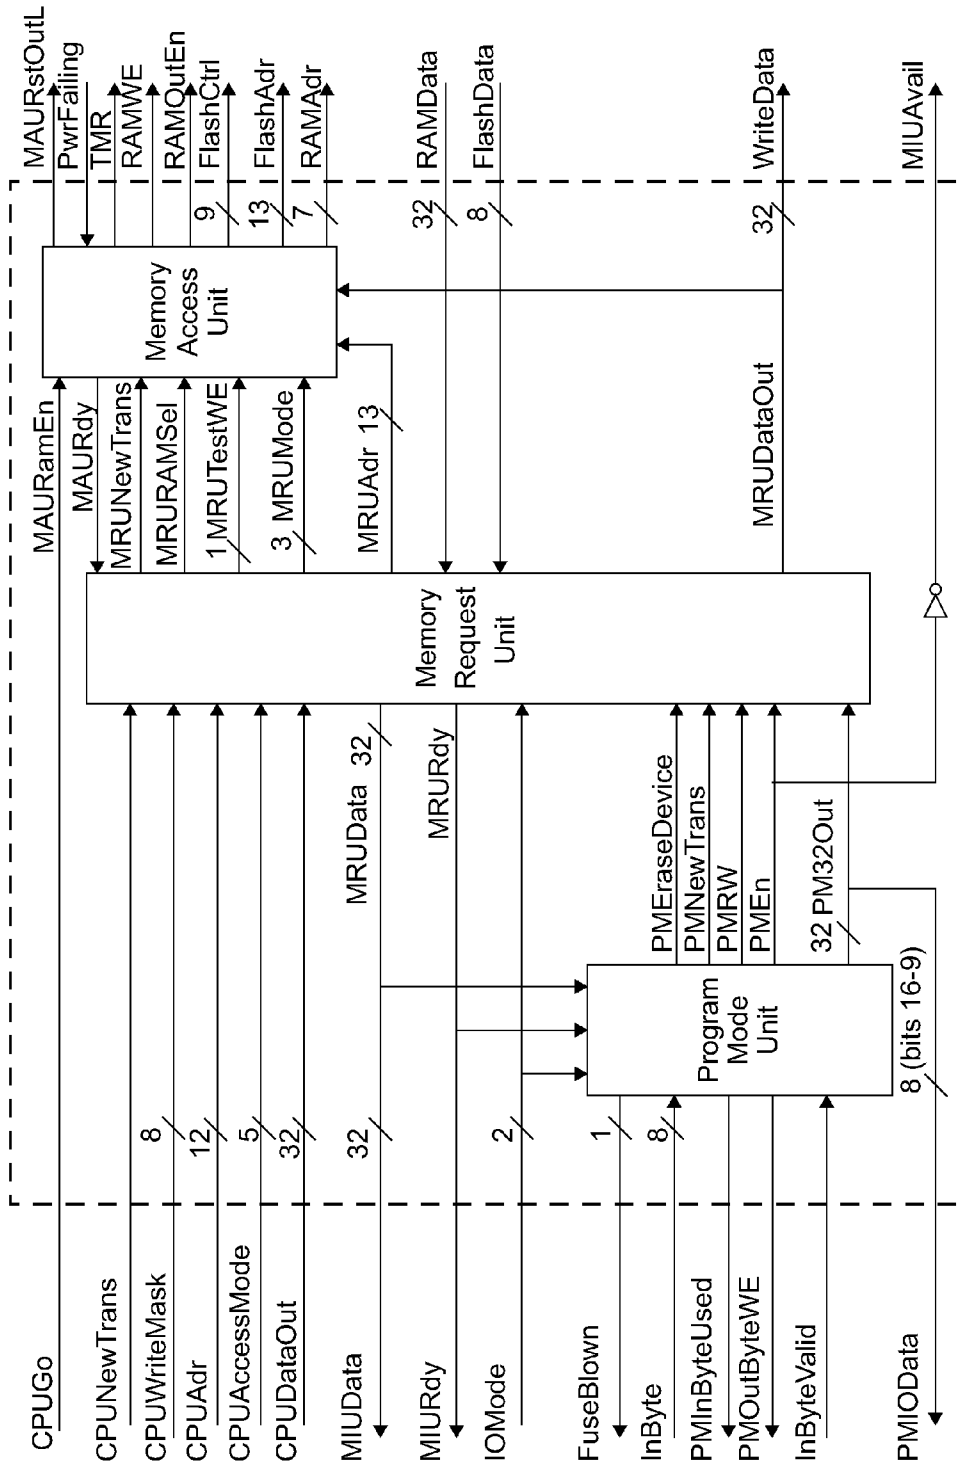 MAURstOutL
PwrFailing
TMR
RAMWE
RAMOutEn
FlashCtrl
FlashAdr
RAMAdr
RAMData
FlashData
WriteData
MIUAvail
9
13
7
32
8
32
Memory
Access
Unit
MAURamEn
MAURdy
MRUNewTrans
MRURAMSel
1 MRUTestWE
3 MRUMode
MRUAdr 13
MRUDataOut
Memory
Request
Unit
MRUData 32
MRURdy
PMEraseDevice
PMNewTrans
PMRW
PMEn
32 PM32Out
Program
Mode
Unit
8 (bits 16-9)
8
12
5
32
32
2
1
8
CPUGo
CPUNewTrans
CPUWriteMask
CPUAdr
CPUAccessMode
CPUDataOut
MIUData
MIURdy
IOMode
FuseBlown
InByte
PMInByteUsed
PMOutByteWE
InByteValid
PMIOData